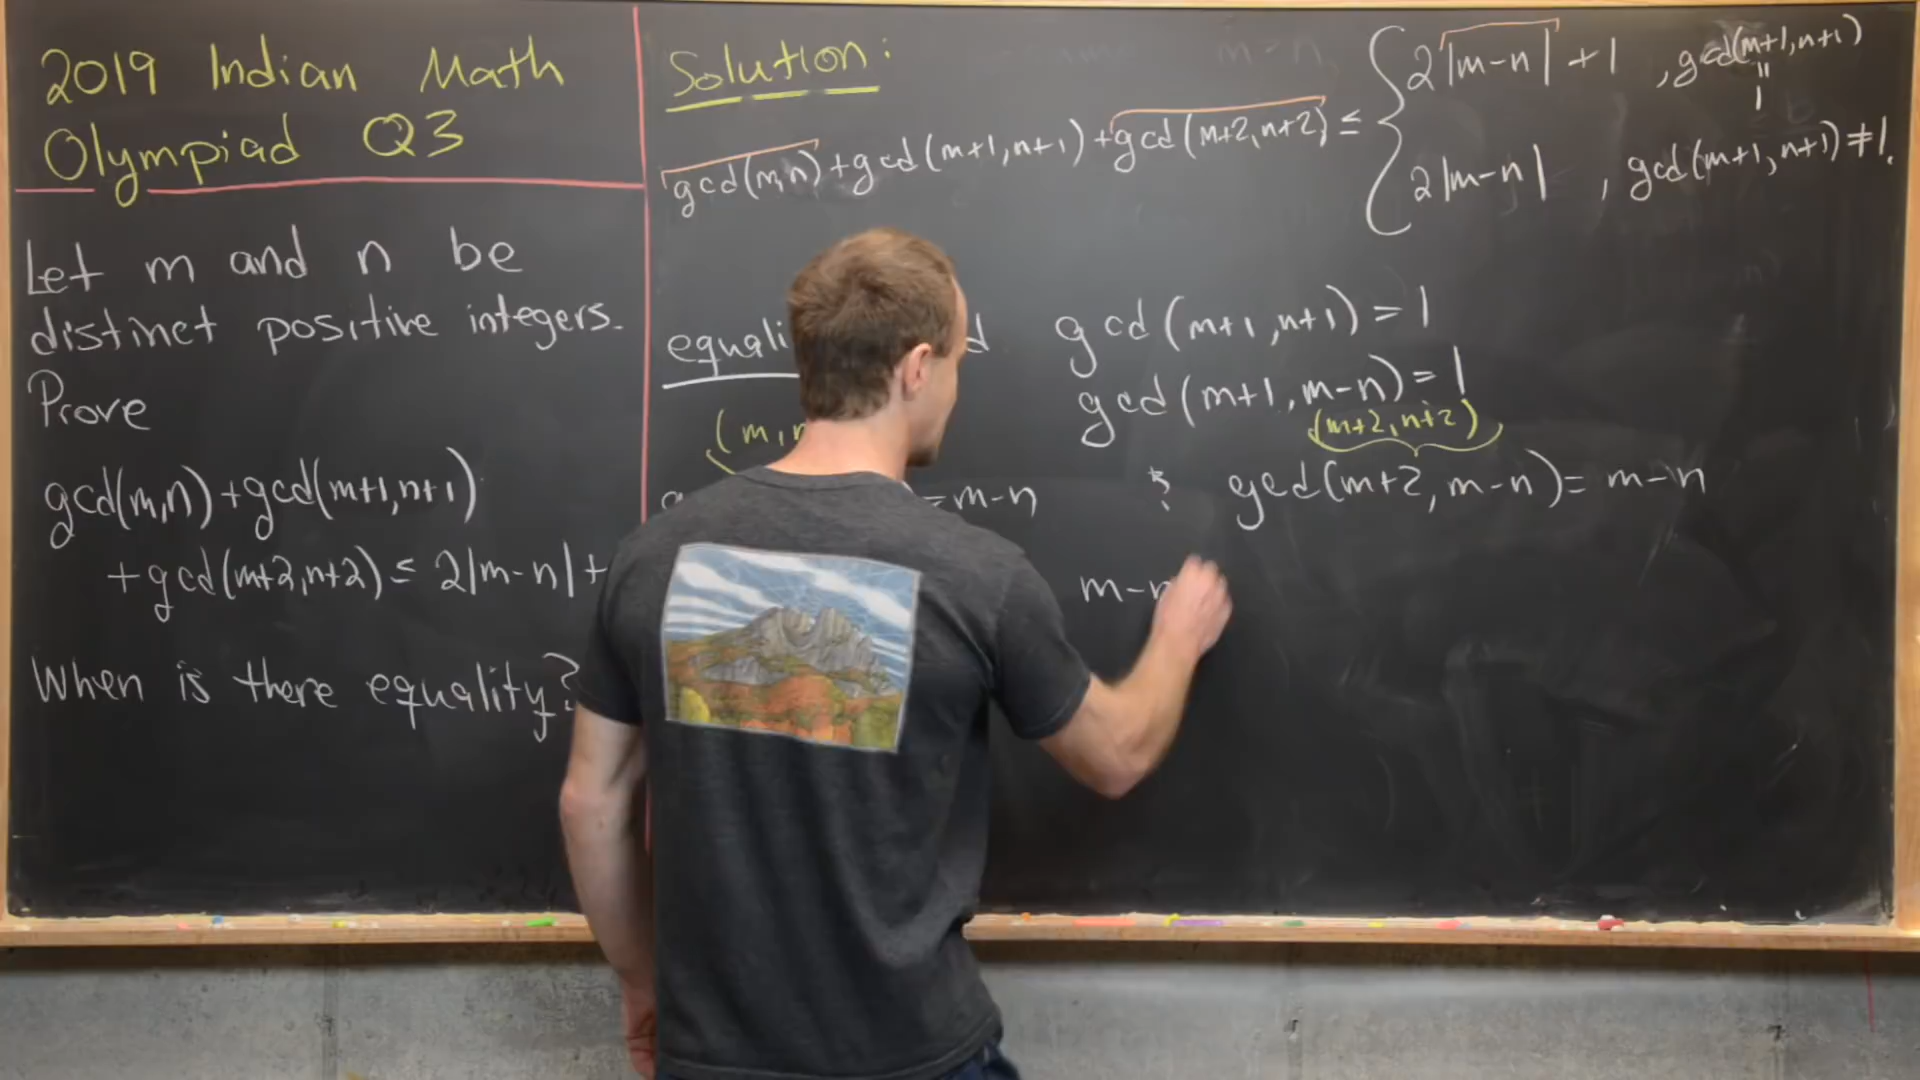 2019 Indian Math
Olympiad Q3
Let m and n be
distinct positive integers.
Prove
gcd(m,n)+gcd(m+1,n+1)
+gcd(m+2,n+2) ≤ 2|m-n|+
When is there equality?
Solution:
gcd(m,n)+gcd(m+1,n+1)+gcd(m+2,n+2) ≤ { 2|m-n|+1 , gcd(m+1,n+1) = 1
2|m-n| , gcd(m+1,n+1)≠1.
gcd(m+1,n+1)=1
gcd(m+1,m-n)=1
(m+2,n+2)
=m-n & gcd(m+2,m-n)=m-n
m-n